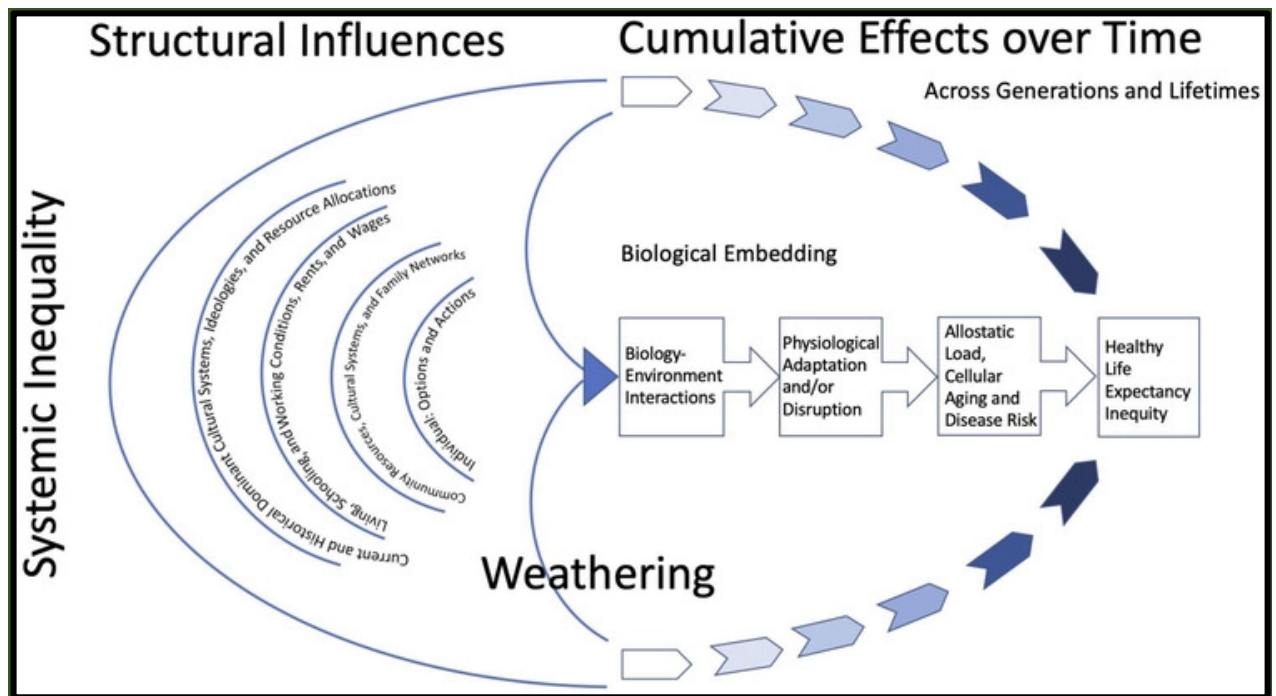 Structural Influences
Cumulative Effects over Time
Across Generations and Lifetimes
Systemic Inequality
Current and Historical Dominant Cultural Systems, Ideologies, and Resource Allocations
Living, Schooling, and Working Conditions, Rents, and Wages
Community Resources, Cultural Systems, and Family Networks
Individual: Options and Actions
Biological Embedding
Biology-
Environment
Interactions
Physiological
Adaptation
and/or
Disruption
Allostatic
Load,
Cellular
Aging and
Disease Risk
Healthy
Life
Expectancy
Inequity
Weathering